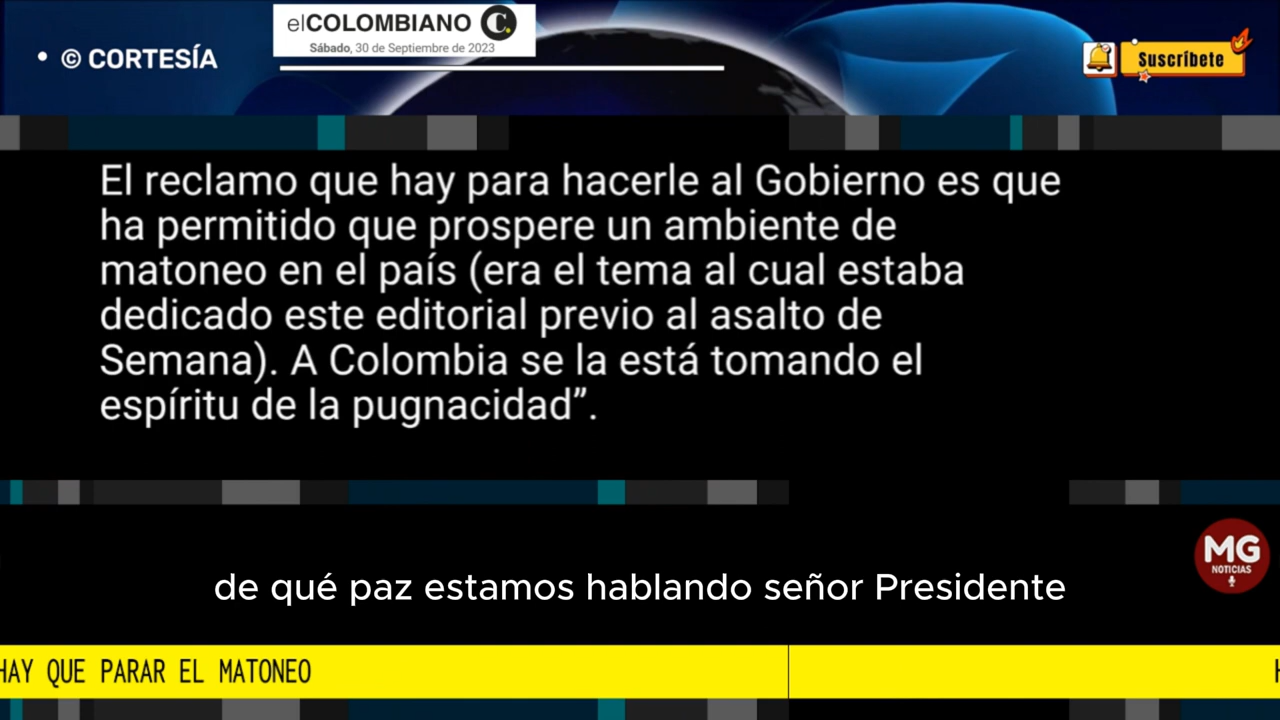 elCOLOMBIANO C.
Sábado, 30 de Septiembre de 2023
• © CORTESÍA
Suscríbete
El reclamo que hay para hacerle al Gobierno es que
ha permitido que prospere un ambiente de
matoneo en el país (era el tema al cual estaba
dedicado este editorial previo al asalto de
Semana). A Colombia se la está tomando el
espíritu de la pugnacidad”.
MG
NOTICIAS
de qué paz estamos hablando señor Presidente
HAY QUE PARAR EL MATONEO